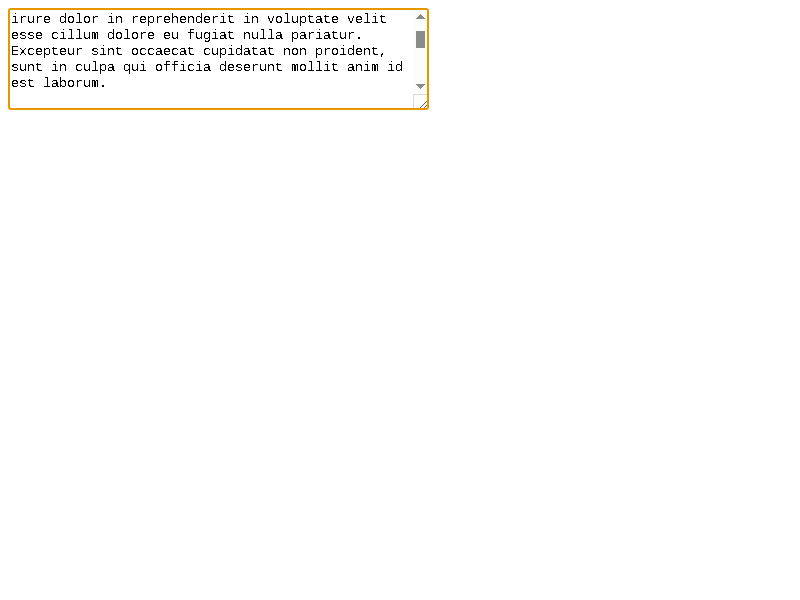 irure dolor in reprehenderit in voluptate velit
esse cillum dolore eu fugiat nulla pariatur.
Excepteur sint occaecat cupidatat non proident,
sunt in culpa qui officia deserunt mollit anim id
est laborum.